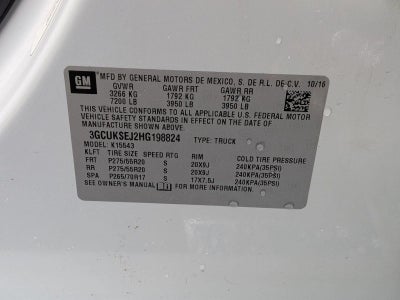 GM
MFD BY GENERAL MOTORS DE MEXICO, S. DE R.L. DE C.V. 10/16
GVWR GAWR FRT GAWR RR
3266 KG 1792 KG 1792 KG
7200 LB 3950 LB 3950 LB
THIS VEHICLE CONFORMS TO ALL APPLICABLE U.S. FEDERAL MOTOR
VEHICLE SAFETY STANDARDS IN EFFECT ON THE DATE OF
MANUFACTURE SHOWN ABOVE.
3GCUKSEJ2HG198824 TYPE: TRUCK
MODEL: K15543
TIRE SIZE SPEED RTG RIM COLD TIRE PRESSURE
FRT P275/55R20 S 20X9J 240KPA(35PSI)
RR P275/55R20 S 20X9J 240KPA(35PSI)
SPA P265/70R17 S 17X7.5J 240KPA(35PSI)
SEE OWNER'S MANUAL FOR MORE INFORMATION.